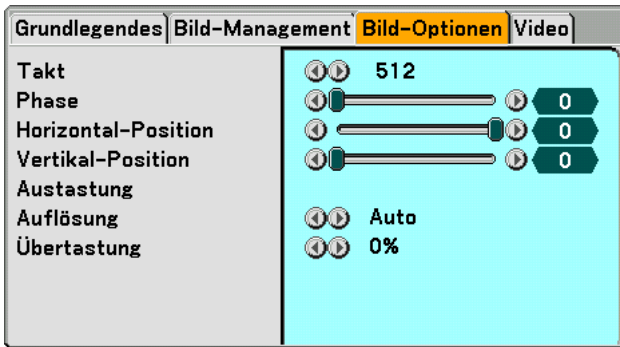 Grundlegendes Bild-Management Bild-Optionen Video
Takt 512
Phase 0
Horizontal-Position 0
Vertikal-Position 0
Austastung
Auflösung Auto
Übertastung 0%